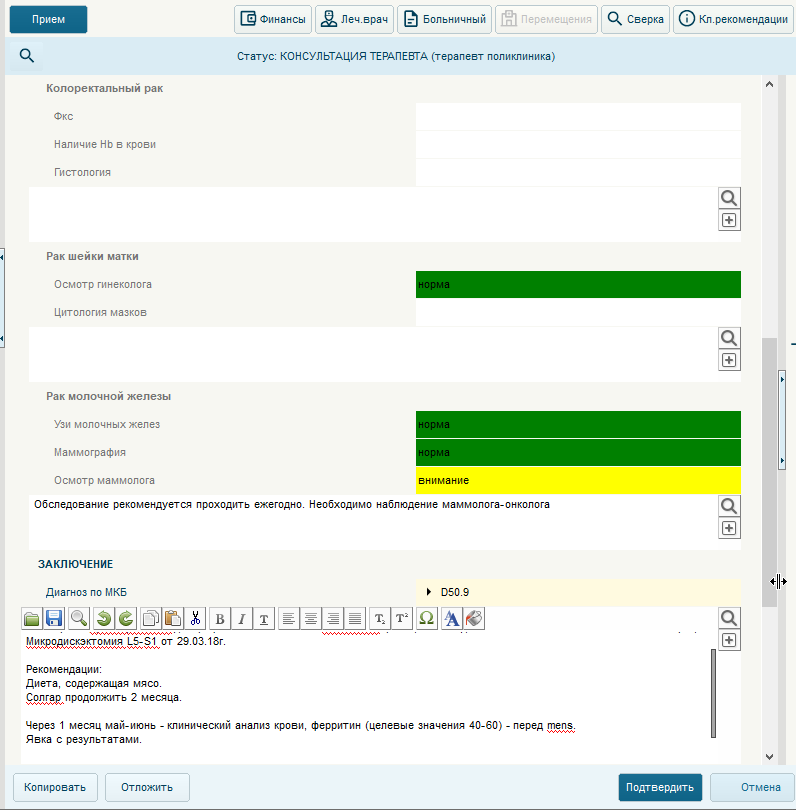 Прием
Финансы
Леч.врач
Больничный
Перемещения
Сверка
Кл.рекомендации
Статус: КОНСУЛЬТАЦИЯ ТЕРАПЕВТА (терапевт поликлиника)
Колоректальный рак
Фкс
Наличие Hb в крови
Гистология
Рак шейки матки
Осмотр гинеколога
норма
Цитология мазков
Рак молочной железы
Узи молочных желез
норма
Маммография
норма
Осмотр маммолога
внимание
Обследование рекомендуется проходить ежегодно. Необходимо наблюдение маммолога-онколога
ЗАКЛЮЧЕНИЕ
Диагноз по МКБ
D50.9
B I T T₂ T² Ω A
Микродискэктомия L5-S1 от 29.03.18г.
Рекомендации:
Диета, содержащая мясо.
Солгар продолжить 2 месяца.
Через 1 месяц май-июнь - клинический анализ крови, ферритин (целевые значения 40-60) - перед mens.
Явка с результатами.
Копировать
Отложить
Подтвердить
Отмена